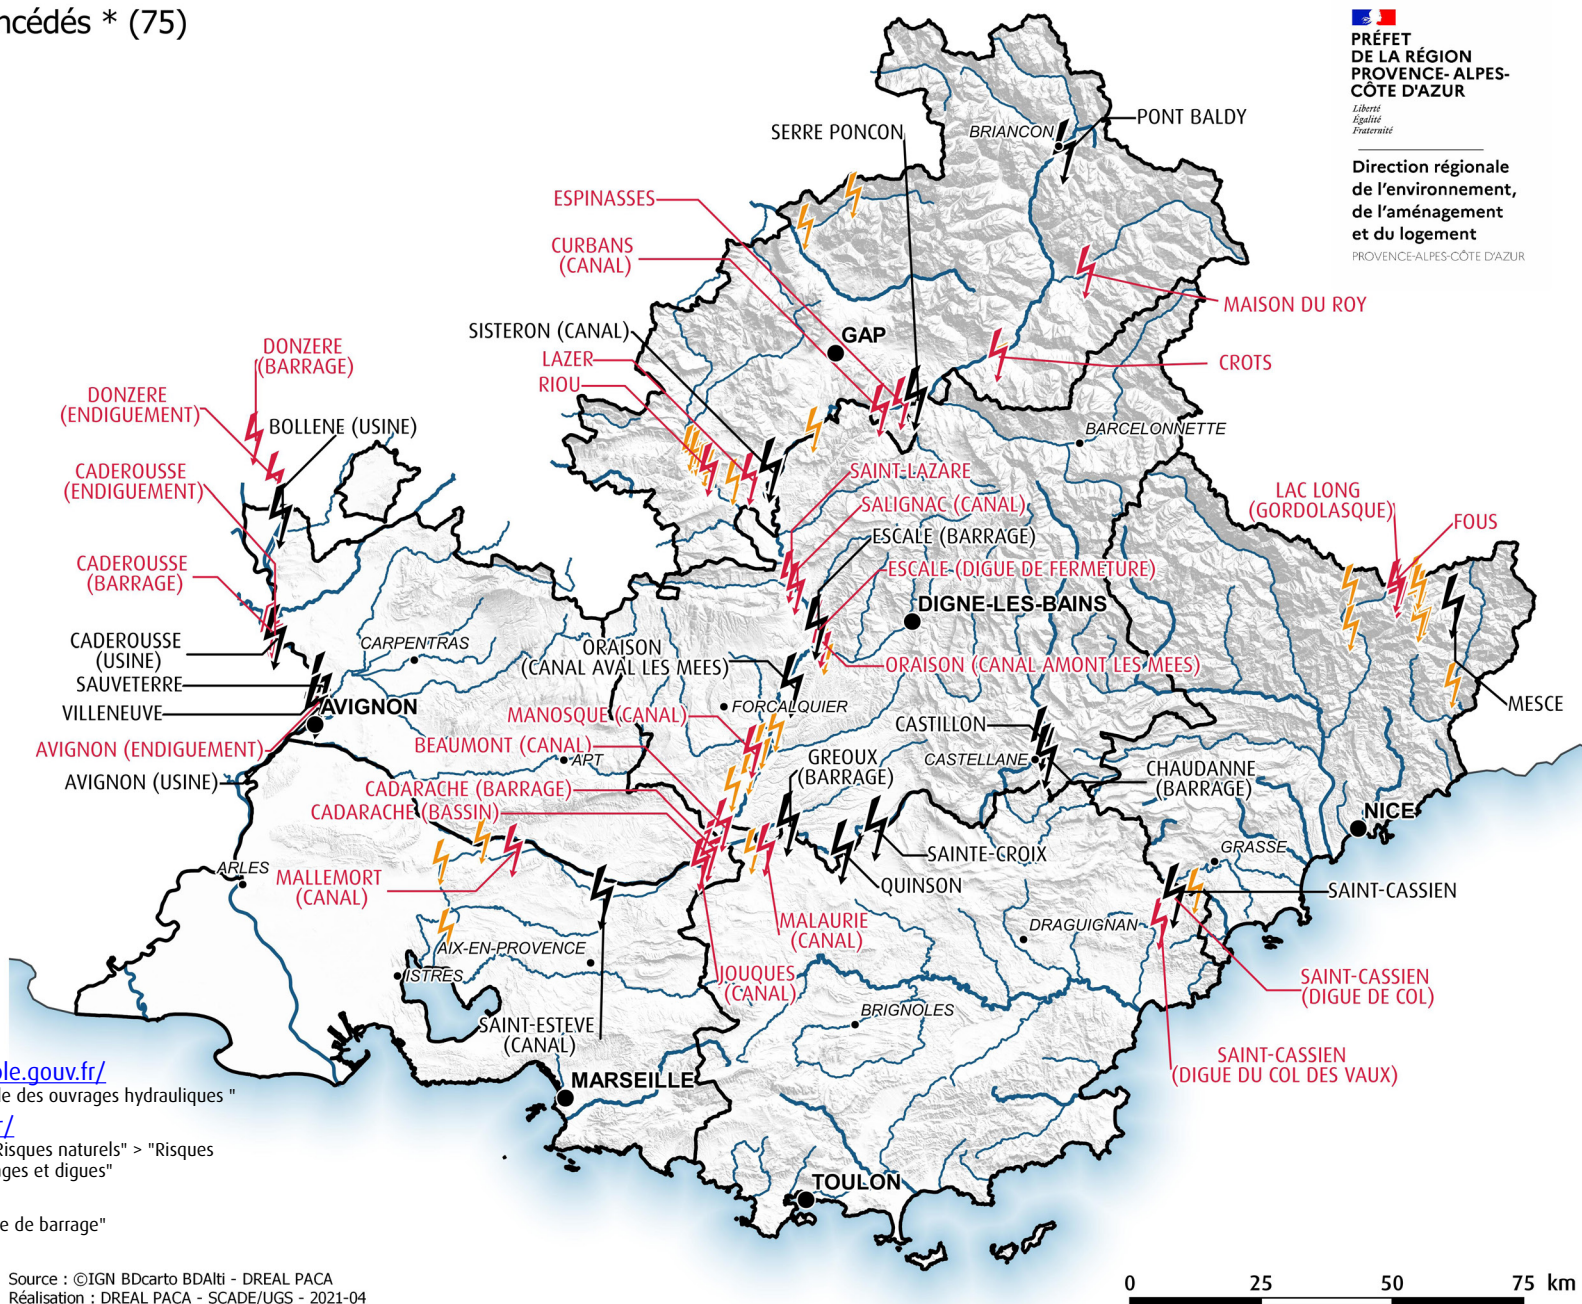 ncédés * (75)
PRÉFET
DE LA RÉGION
PROVENCE- ALPES-
CÔTE D'AZUR
Liberté
Égalité
Fraternité
Direction régionale
de l'environnement,
de l'aménagement
et du logement
PROVENCE-ALPES-CÔTE D'AZUR
PONT BALDY
SERRE PONCON
BRIANCON
ESPINASSES
CURBANS
(CANAL)
MAISON DU ROY
SISTERON (CANAL)
GAP
LAZER
RIOU
CROTS
DONZERE
(BARRAGE)
DONZERE
(ENDIGUEMENT)
BOLLENE (USINE)
BARCELONNETTE
CADEROUSSE
(ENDIGUEMENT)
SAINT-LAZARE
SALIGNAC (CANAL)
LAC LONG
(GORDOLASQUE)
FOUS
ESCALE (BARRAGE)
CADEROUSSE
(BARRAGE)
ESCALE (DIGUE DE FERMETURE)
DIGNE-LES-BAINS
CADEROUSSE
(USINE)
CARPENTRAS
ORAISON
(CANAL AVAL LES MEES)
ORAISON (CANAL AMONT LES MEES)
SAUVETERRE
VILLENEUVE
AVIGNON
FORCALQUIER
MESCE
MANOSQUE (CANAL)
CASTILLON
AVIGNON (ENDIGUEMENT)
BEAUMONT (CANAL)
APT
GREOUX
(BARRAGE)
CASTELLANE
CHAUDANNE
(BARRAGE)
AVIGNON (USINE)
CADARACHE (BARRAGE)
CADARACHE (BASSIN)
NICE
GRASSE
SAINTE-CROIX
ARLES
MALLEMORT
(CANAL)
QUINSON
SAINT-CASSIEN
MALAURIE
(CANAL)
DRAGUIGNAN
AIX-EN-PROVENCE
ISTRES
JOUQUES
(CANAL)
SAINT-CASSIEN
(DIGUE DE COL)
BRIGNOLES
SAINT-ESTEVE
(CANAL)
SAINT-CASSIEN
(DIGUE DU COL DES VAUX)
MARSEILLE
TOULON
ole.gouv.fr/
le des ouvrages hydrauliques "
r/
Risques naturels" > "Risques
ages et digues"
e de barrage"
Source : ©IGN BDcarto BDAlti - DREAL PACA
Réalisation : DREAL PACA - SCADE/UGS - 2021-04
0 25 50 75 km